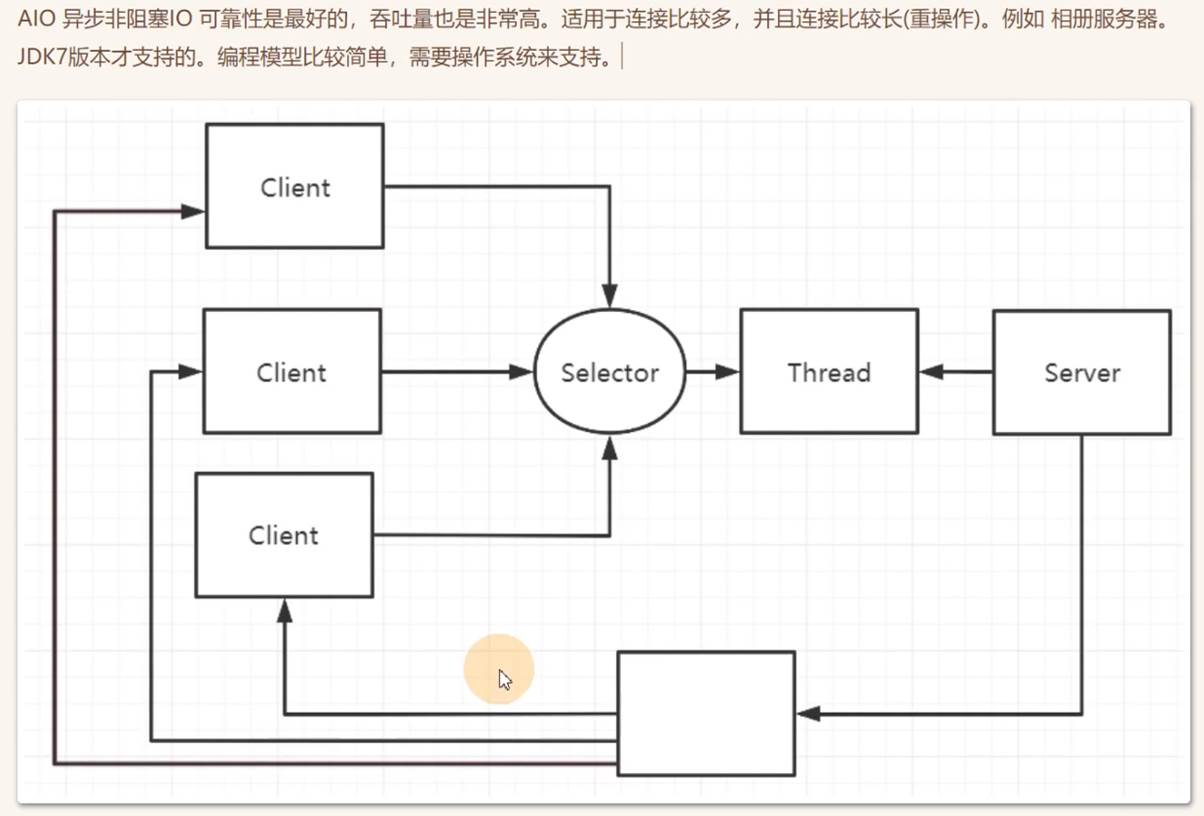 AIO 异步非阻塞IO 可靠性是最好的，吞吐量也是非常高。适用于连接比较多，并且连接比较长(重操作)。例如 相册服务器。
JDK7版本才支持的。编程模型比较简单，需要操作系统来支持。
Client
Client
Selector
Thread
Server
Client